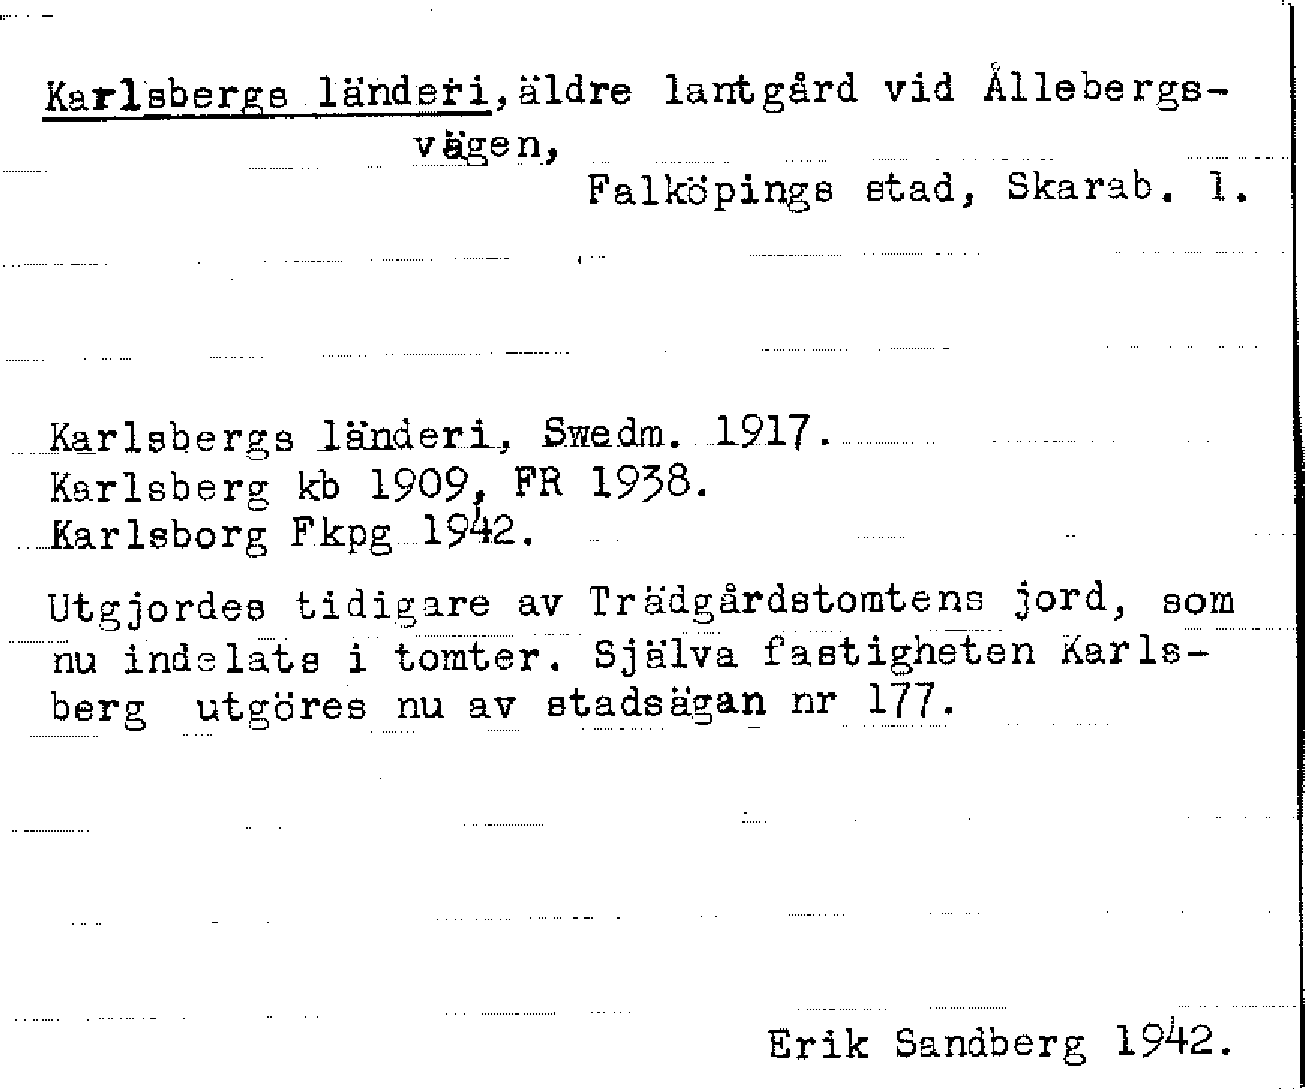 Karlsbergs länderi, äldre lantgård vid Ållebergs-
vägen,
Falköpings stad, Skarab. l.
Karlsbergs länderi, Swedm. 1917.
Karlsberg kb 1909, FR 1938.
Karlsborg Fkpg 1942.
Utgjordes tidigare av Trädgårdstomtens jord, som
nu indelats i tomter. Själva fastigheten Karls-
berg utgöres nu av stadsägan nr 177.
Erik Sandberg 1942.